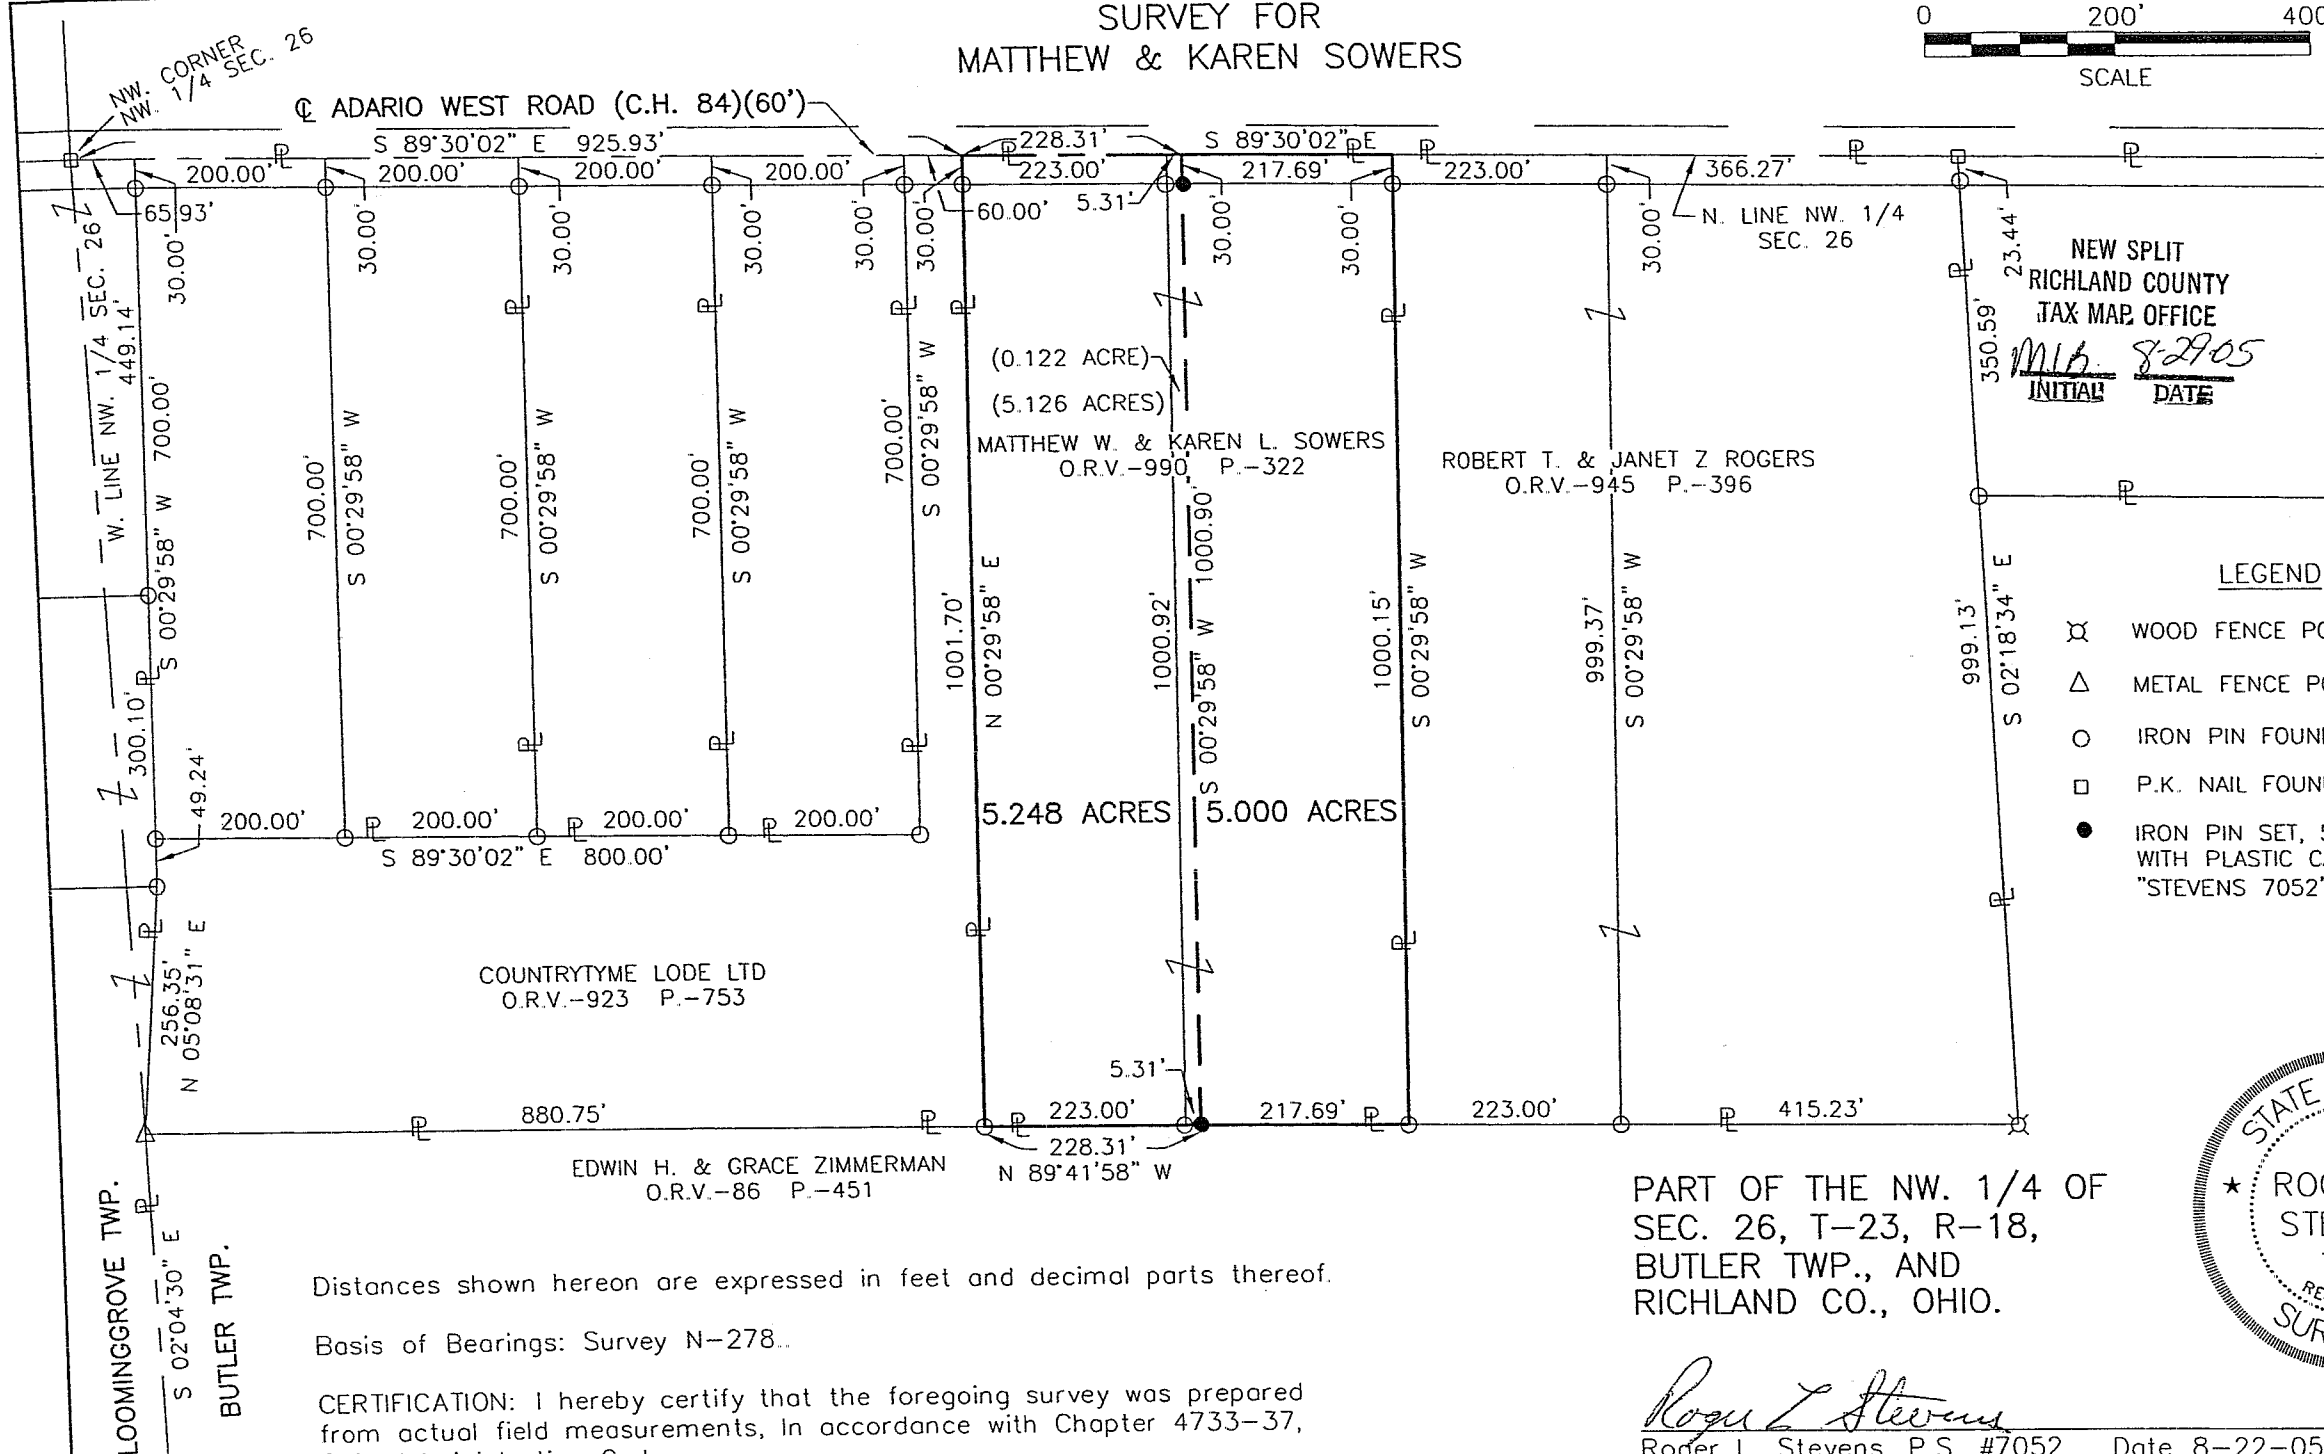 SURVEY FOR
MATTHEW & KAREN SOWERS
0 200' 400
SCALE
NW. CORNER
NW. 1/4 SEC. 26
℄ ADARIO WEST ROAD (C.H. 84)(60')
S 89°30'02" E 925.93'
228.31'
S 89°30'02" E
200.00' 200.00' 200.00' 200.00' 223.00' 217.69' 223.00' 366.27'
65.93'
60.00' 5.31'
N. LINE NW. 1/4
SEC. 26
30.00' 30.00' 30.00' 30.00' 30.00' 30.00' 30.00' 30.00' 30.00' 23.44'
NEW SPLIT
RICHLAND COUNTY
TAX MAP OFFICE
8-29-05
INITIAL DATE
W. LINE NW. 1/4 SEC. 26
449.14'
S 00°29'58" W 700.00'
700.00'
S 00°29'58" W
700.00'
S 00°29'58" W
700.00'
S 00°29'58" W
700.00'
S 00°29'58" W
350.59'
(0.122 ACRE)
(5.126 ACRES)
MATTHEW W. & KAREN L. SOWERS
O.R.V.-990 P.-322
ROBERT T. & JANET Z ROGERS
O.R.V.-945 P.-396
1001.70'
N 00°29'58" E
1000.92'
S 00°29'58" W 1000.90'
1000.15'
S 00°29'58" W
999.37'
S 00°29'58" W
999.13'
S 02°18'34" E
LEGEND
WOOD FENCE PO
METAL FENCE PO
IRON PIN FOUN
P.K. NAIL FOUN
IRON PIN SET, 5
WITH PLASTIC CA
"STEVENS 7052"
300.10'
49.24'
200.00' 200.00' 200.00' 200.00'
S 89°30'02" E 800.00'
5.248 ACRES 5.000 ACRES
COUNTRYTYME LODE LTD
O.R.V.-923 P.-753
256.35'
N 05°08'31" E
5.31'
880.75' 223.00' 217.69' 223.00' 415.23'
228.31'
N 89°41'58" W
EDWIN H. & GRACE ZIMMERMAN
O.R.V.-86 P.-451
LOOMINGGROVE TWP.
S 02°04'30" E
BUTLER TWP.
PART OF THE NW. 1/4 OF
SEC. 26, T-23, R-18,
BUTLER TWP., AND
RICHLAND CO., OHIO.
STATE
ROG
STE
RE
SUR
Distances shown hereon are expressed in feet and decimal parts thereof.
Basis of Bearings: Survey N-278.
CERTIFICATION: I hereby certify that the foregoing survey was prepared
from actual field measurements, In accordance with Chapter 4733-37,
Roger L Stevens
Roger L. Stevens P.S. #7052 Date 8-22-05